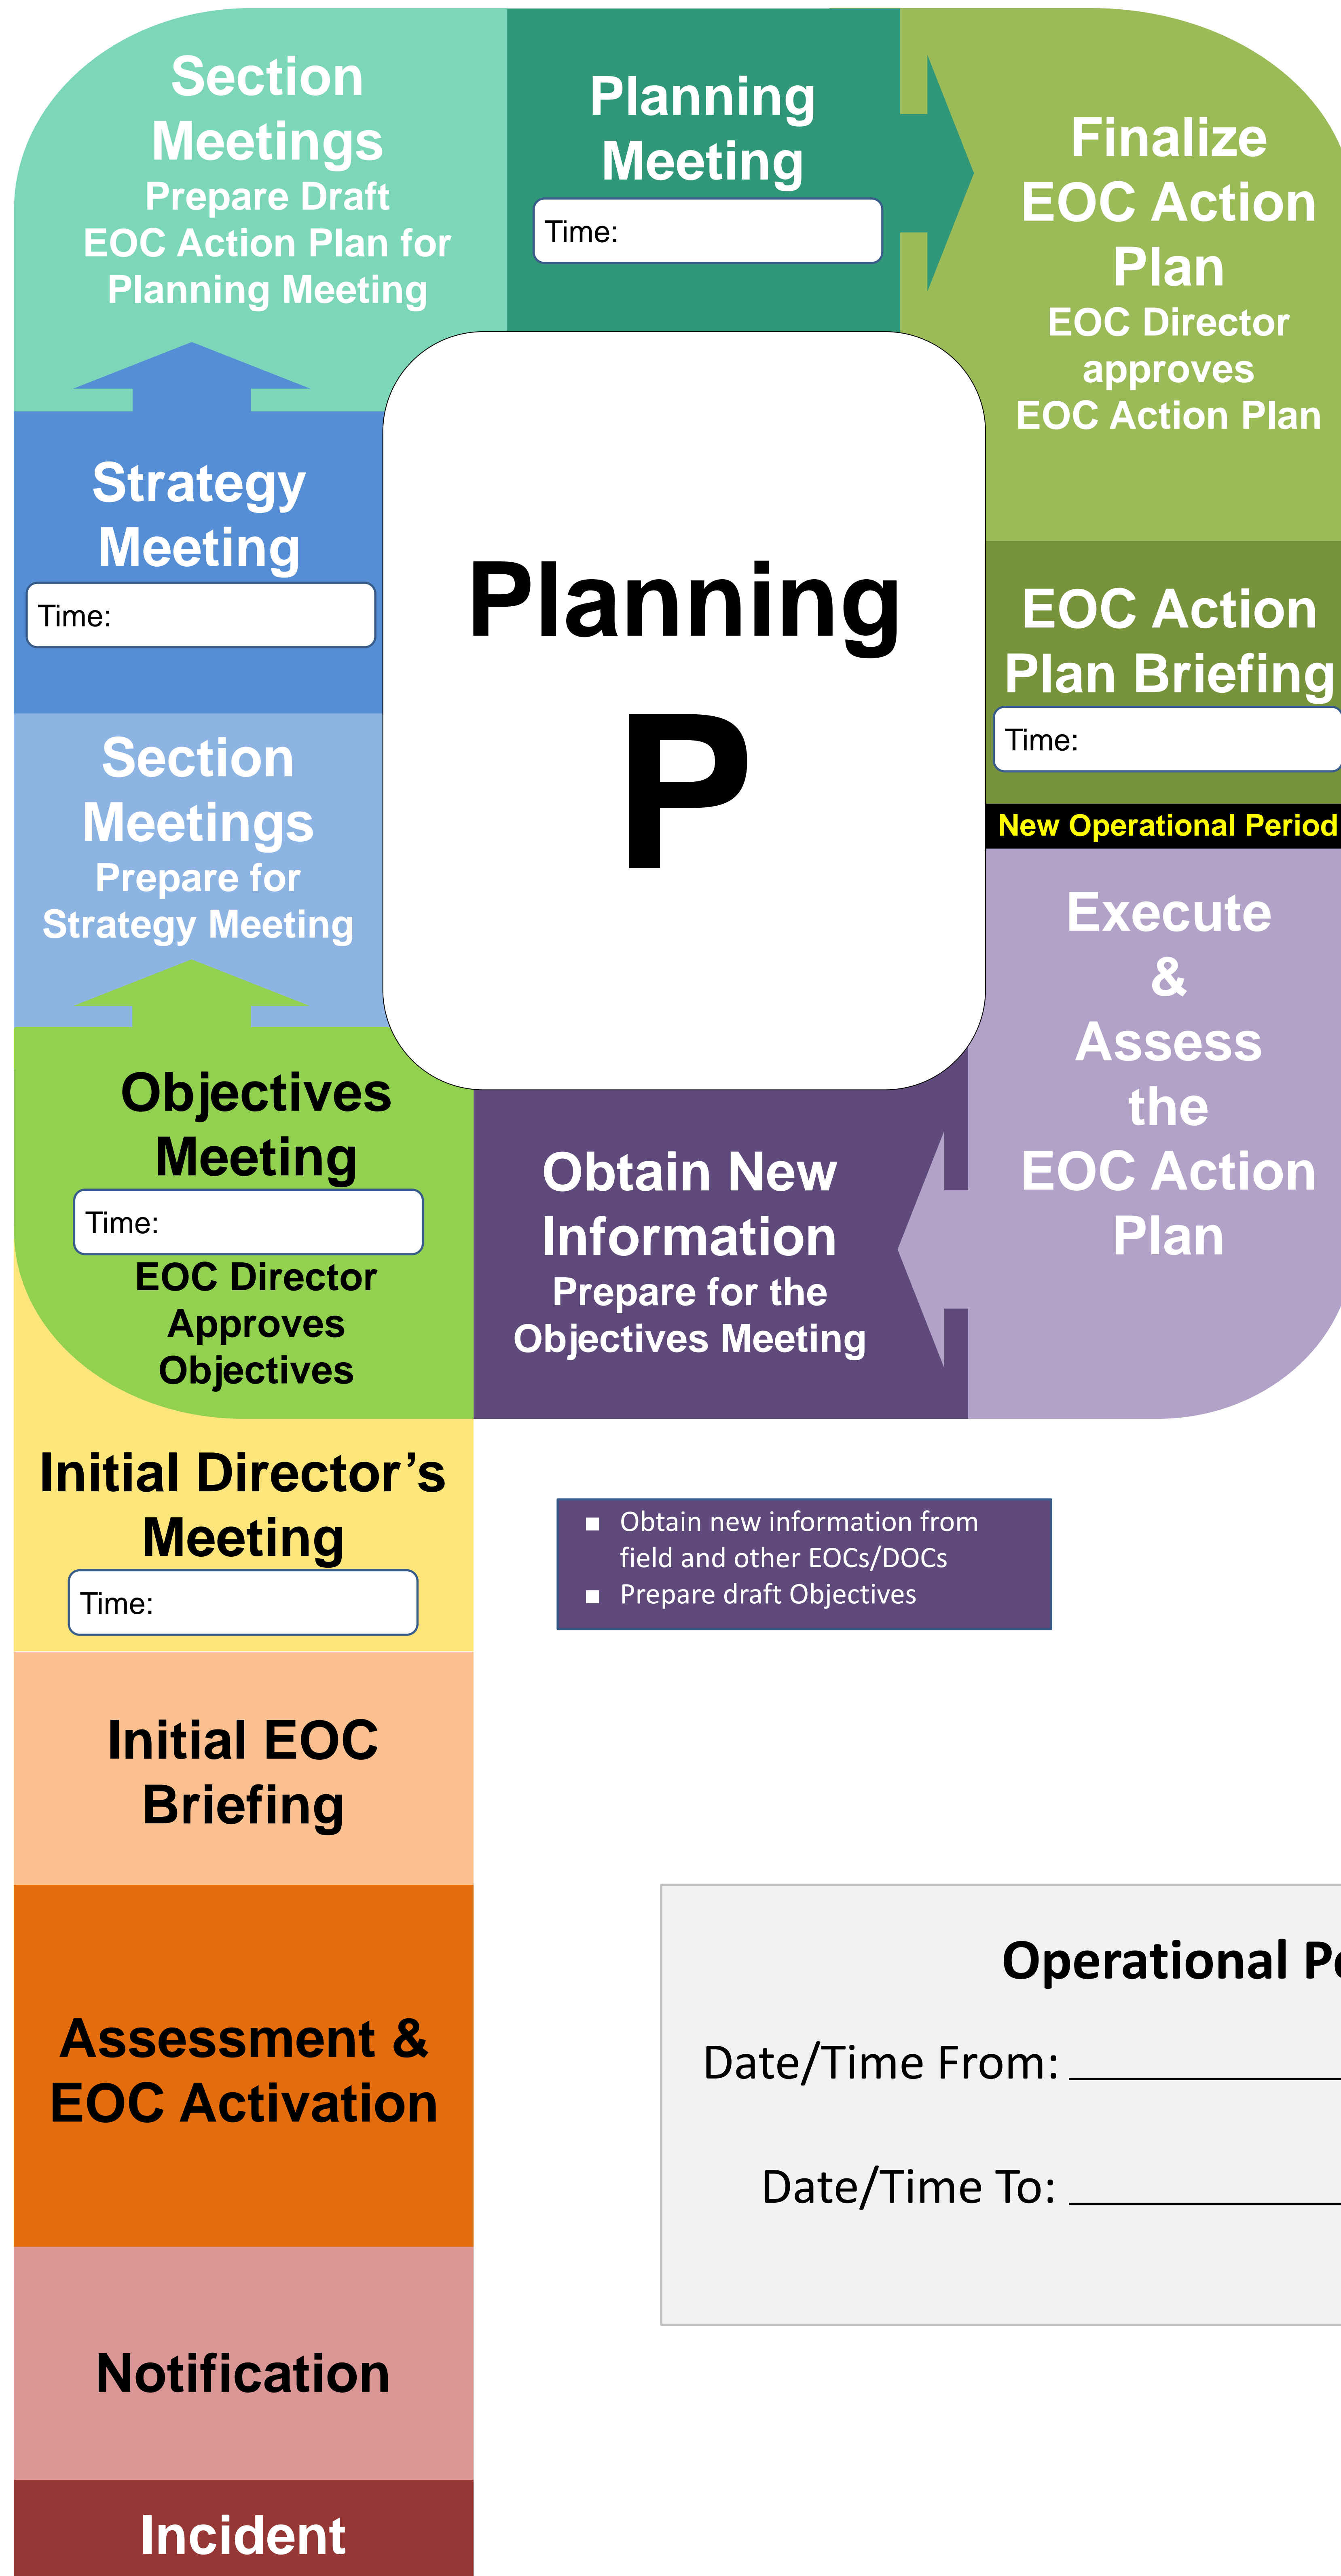 Section
Meetings
Prepare Draft
EOC Action Plan for
Planning Meeting
Planning
Meeting
Time:
Finalize
EOC Action
Plan
EOC Director
approves
EOC Action Plan
Strategy
Meeting
Time:
Planning
P
EOC Action
Plan Briefing
Time:
New Operational Period
Section
Meetings
Prepare for
Strategy Meeting
Execute
&
Assess
the
EOC Action
Plan
Objectives
Meeting
Time:
EOC Director
Approves
Objectives
Obtain New
Information
Prepare for the
Objectives Meeting
Initial Director’s
Meeting
Time:
■ Obtain new information from
field and other EOCs/DOCs
■ Prepare draft Objectives
Initial EOC
Briefing
Assessment &
EOC Activation
Operational
Date/Time From:
Date/Time To:
Notification
Incident